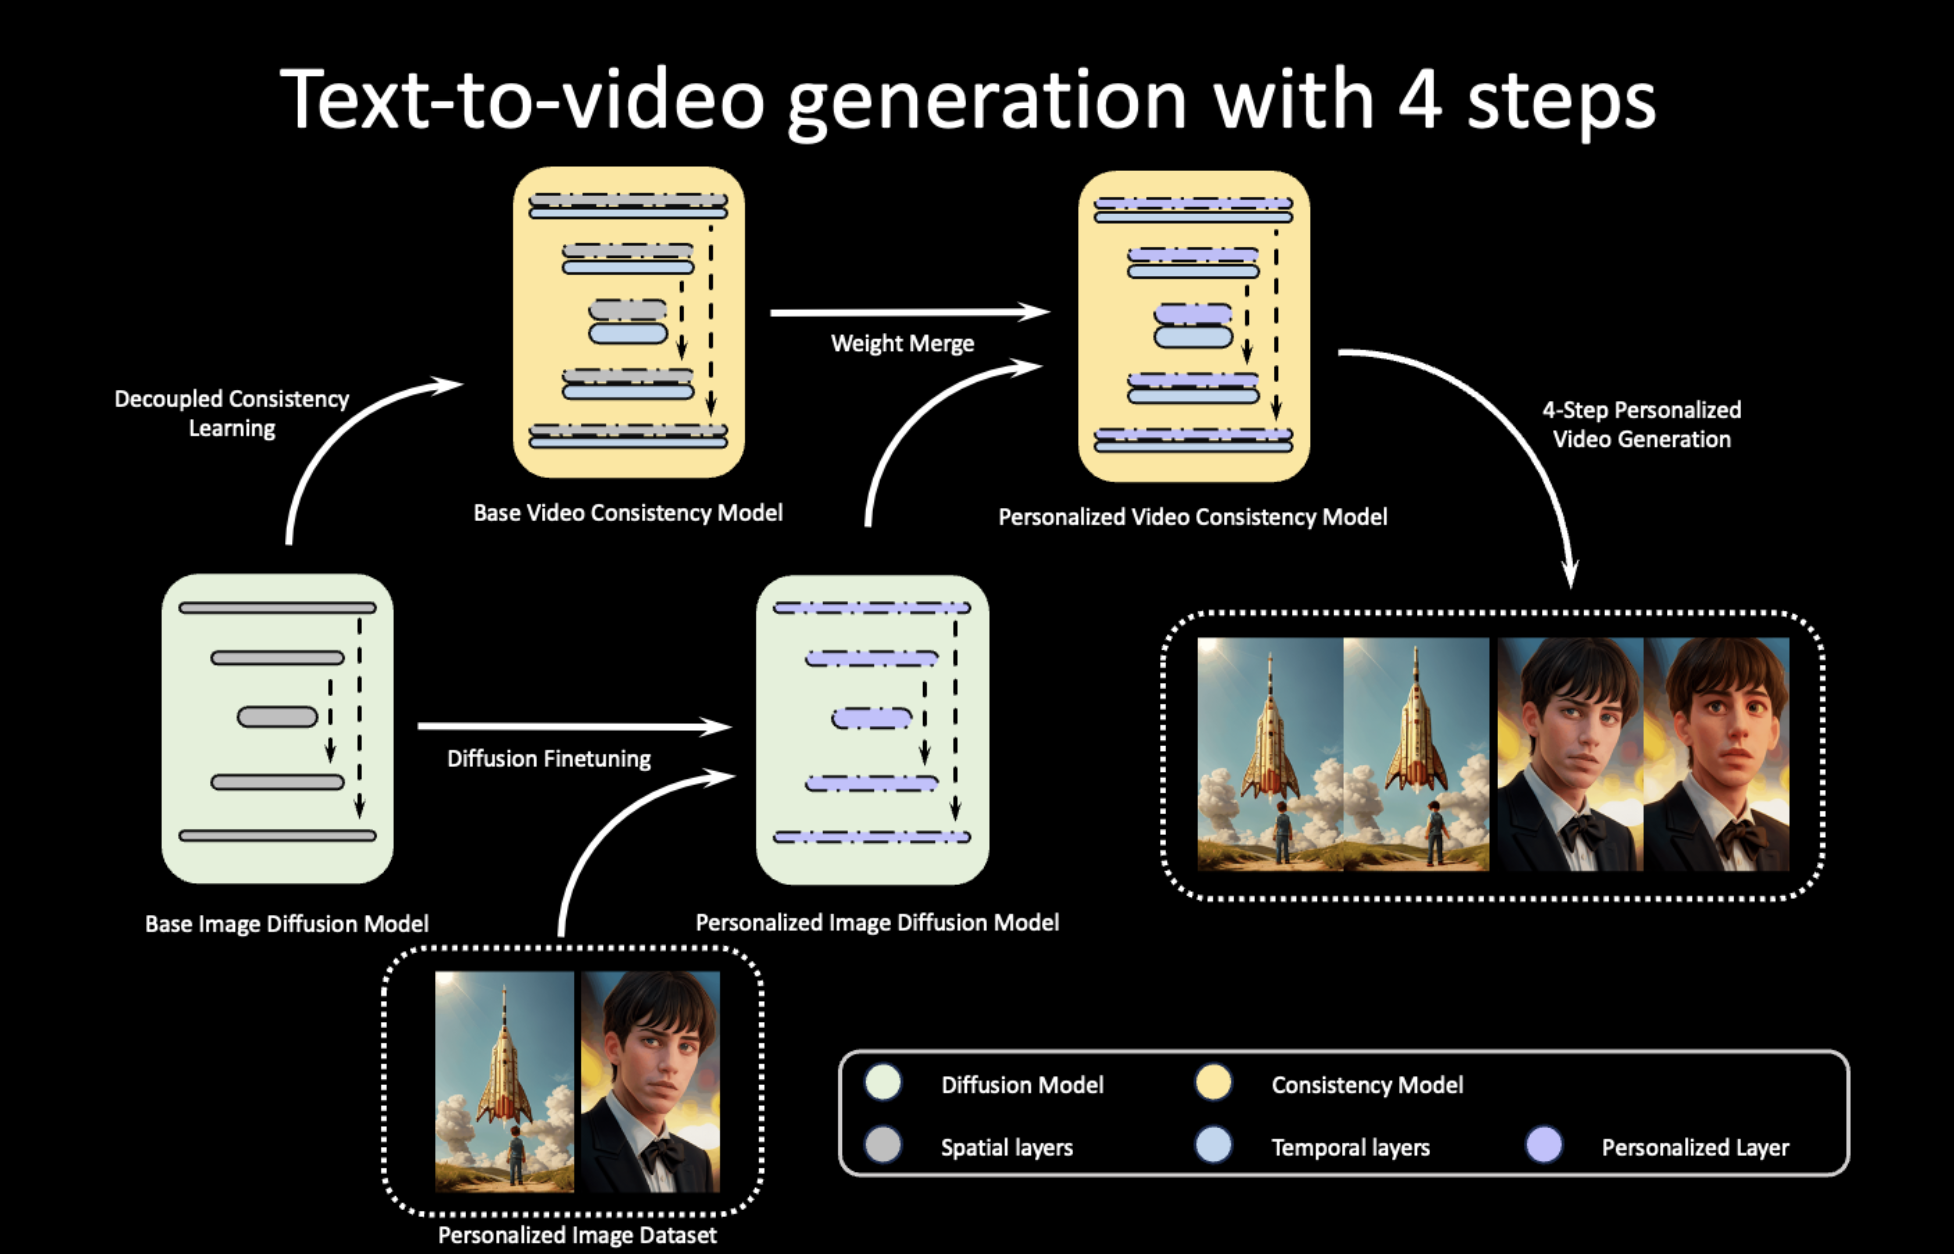 Text-to-video generation with 4 steps
Decoupled Consistency
Learning
Weight Merge
4-Step Personalized
Video Generation
Base Video Consistency Model
Personalized Video Consistency Model
Diffusion Finetuning
Base Image Diffusion Model
Personalized Image Diffusion Model
Diffusion Model
Consistency Model
Spatial layers
Temporal layers
Personalized Layer
Personalized Image Dataset